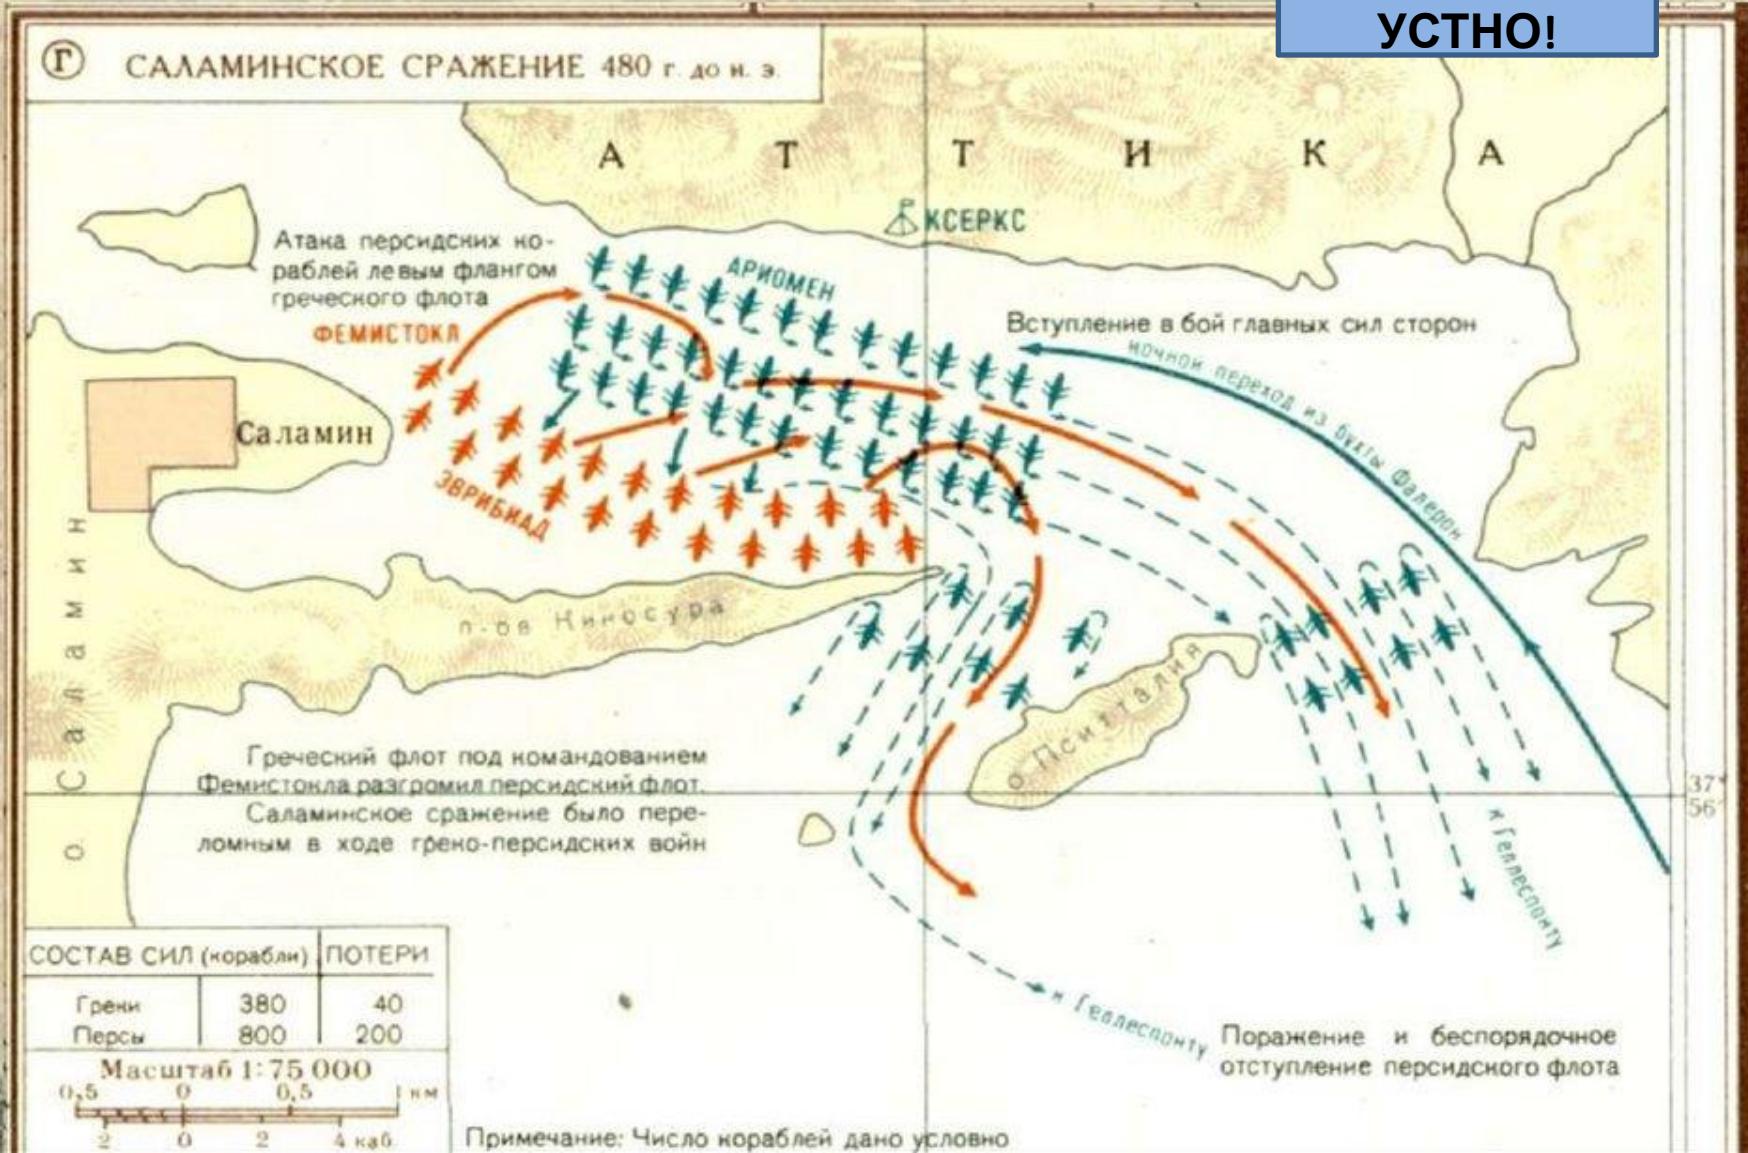 УСТНО!
Г САЛАМИНСКОЕ СРАЖЕНИЕ 480 г. до н. э.
АТТИКА
КСЕРКС
Атака персидских ко-
раблей левым флангом
греческого флота
АРИОМЕН
ФЕМИСТОКЛ
Вступление в бой главных сил сторон
ночной переход из бухты Фалерон
Саламин
ЭВРИБИАД
о. Саламин
п-ов Киносура
о. Пситталия
Греческий флот под командованием
Фемистокла разгромил персидский флот.
Саламинское сражение было пере-
ломным в ходе греко-персидских войн
37°
56'
к Геллеспонту
к Геллеспонту
Поражение и беспорядочное
отступление персидского флота
СОСТАВ СИЛ (корабли) ПОТЕРИ
Греки 380 40
Персы 800 200
Масштаб 1:75 000
0,5 0 0,5 1 км
2 0 2 4 каб.
Примечание: Число кораблей дано условно